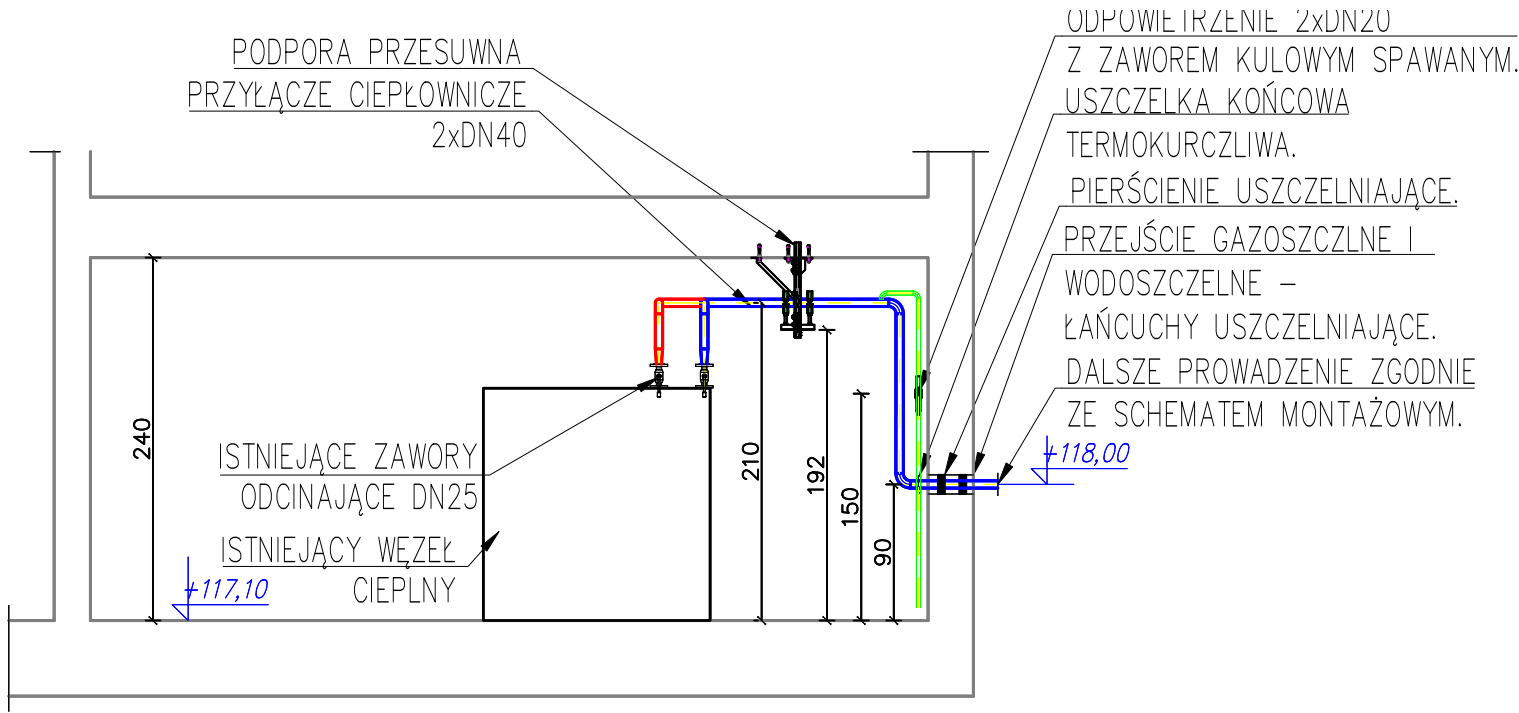 PODPORA PRZESUWNA
PRZYŁĄCZE CIEPŁOWNICZE
2xDN40
ODPOWIETRZENIE 2xDN20
Z ZAWOREM KULOWYM SPAWANYM.
USZCZELKA KOŃCOWA
TERMOKURCZLIWA.
PIERŚCIENIE USZCZELNIAJĄCE.
PRZEJŚCIE GAZOSZCZLNE I
WODOSZCZELNE –
ŁAŃCUCHY USZCZELNIAJĄCE.
DALSZE PROWADZENIE ZGODNIE
ZE SCHEMATEM MONTAŻOWYM.
+118,00
240
210
192
150
90
ISTNIEJĄCE ZAWORY
ODCINAJĄCE DN25
ISTNIEJĄCY WĘZEŁ
CIEPLNY
+117,10